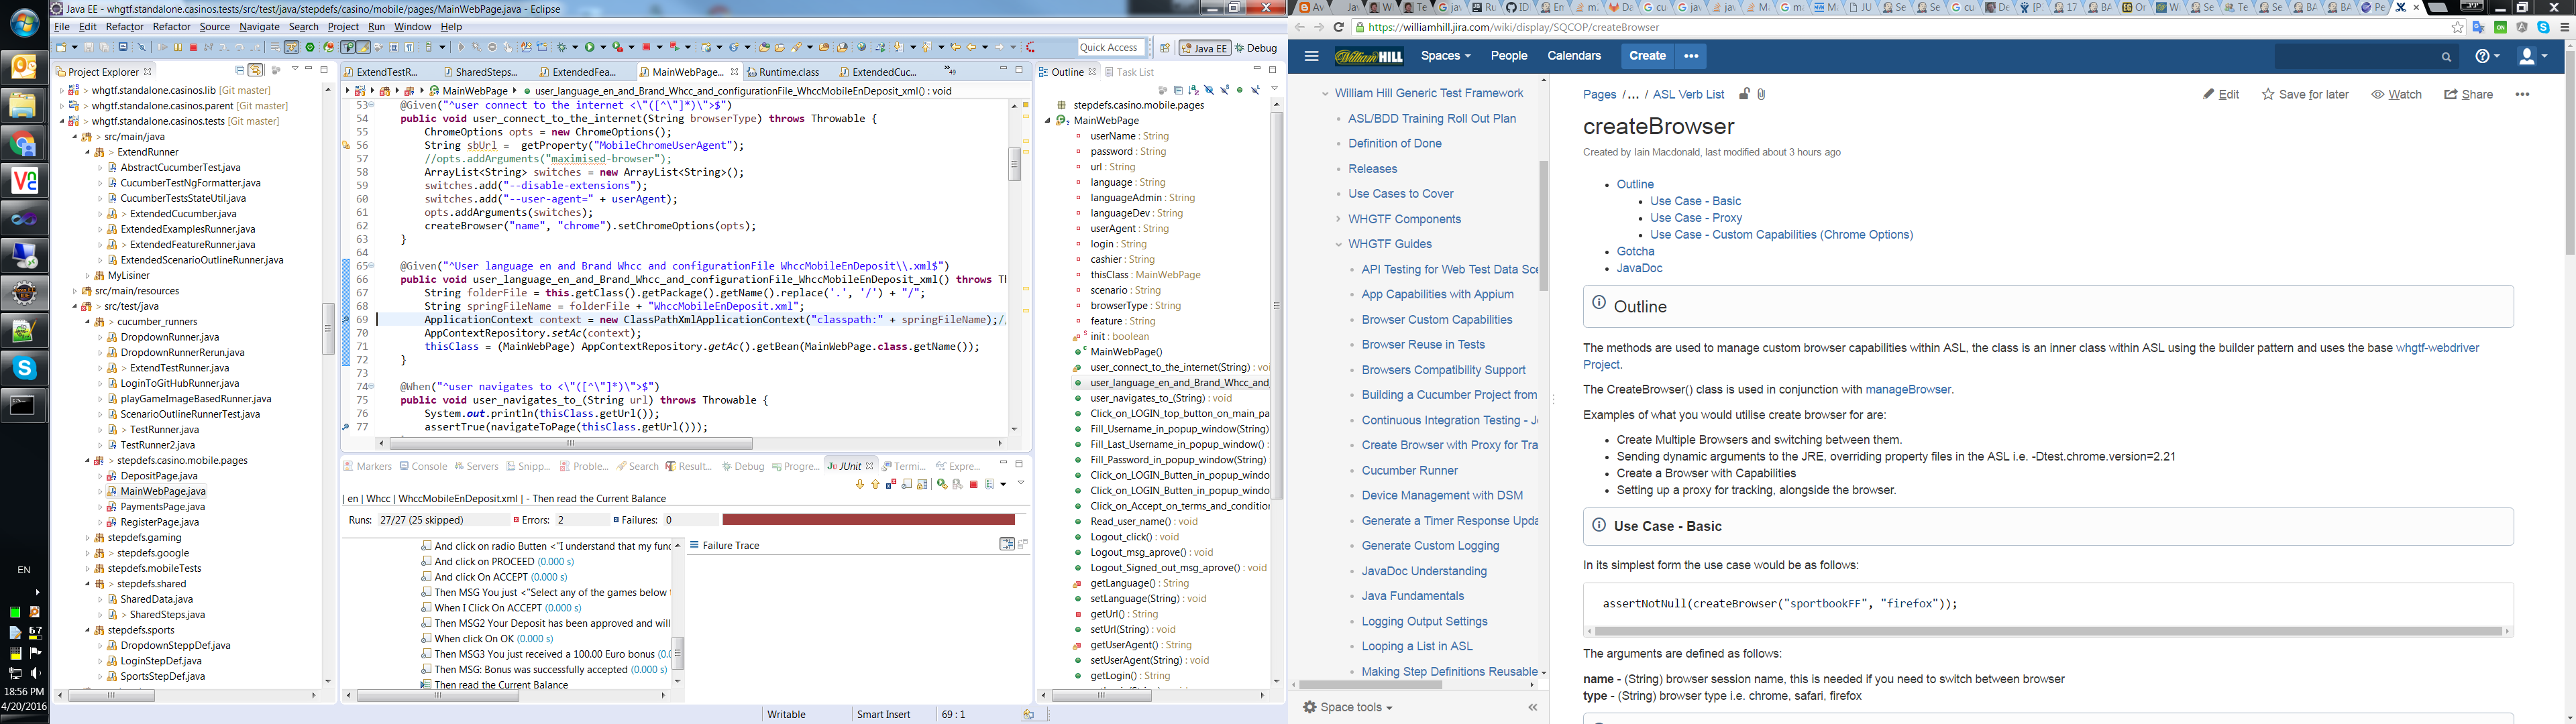 Java EE - whgtf.standalone.casinos.tests/src/test/java/stepdefs/casino/mobile/pages/MainWebPage.java - Eclipse
File Edit Refactor Source Navigate Search Project Run Window Help
Quick Access
Java EE
Debug
Project Explorer
whgtf.standalone.casinos.lib [Git master]
whgtf.standalone.casinos.parent [Git master]
> whgtf.standalone.casinos.tests [Git master]
src/main/java
ExtendRunner
AbstractCucumberTest.java
CucumberTestNgFormatter.java
CucumberTestsStateUtil.java
> ExtendedCucumber.java
ExtendedExamplesRunner.java
> ExtendedFeatureRunner.java
ExtendedScenarioOutlineRunner.java
MyLisiner
src/main/resources
> src/test/java
> cucumber_runners
DropdownRunner.java
DropdownRunnerRerun.java
> ExtendTestRunner.java
LoginToGitHubRunner.java
playGameImageBasedRunner.java
ScenarioOutlineRunnerTest.java
> TestRunner.java
TestRunner2.java
> stepdefs.casino.mobile.pages
DepositPage.java
MainWebPage.java
PaymentsPage.java
RegisterPage.java
stepdefs.gaming
> stepdefs.google
stepdefs.mobileTests
> stepdefs.shared
SharedData.java
> SharedSteps.java
stepdefs.sports
DropdownSteppDef.java
LoginStepDef.java
SportsStepDef.java
EN
67
18:56 PM
4/20/2016
ExtendTestR...
SharedSteps...
ExtendedFea...
MainWebPage...
Runtime.class
ExtendedCuc...
»49
MainWebPage
user_language_en_and_Brand_Whcc_and_configurationFile_WhccMobileEnDeposit_xml() : void
53 @Given("^user connect to the internet <\"([^\"]*)\">$")
54 public void user_connect_to_the_internet(String browserType) throws Throwable {
55 ChromeOptions opts = new ChromeOptions();
56 String sbUrl = getProperty("MobileChromeUserAgent");
57 //opts.addArguments("maximised-browser");
58 ArrayList<String> switches = new ArrayList<String>();
59 switches.add("--disable-extensions");
60 switches.add("--user-agent=" + userAgent);
61 opts.addArguments(switches);
62 createBrowser("name", "chrome").setChromeOptions(opts);
63 }
64
65 @Given("^User language en and Brand Whcc and configurationFile WhccMobileEnDeposit\\.xml$")
66 public void user_language_en_and_Brand_Whcc_and_configurationFile_WhccMobileEnDeposit_xml() throws Th
67 String folderFile = this.getClass().getPackage().getName().replace('.', '/') + "/";
68 String springFileName = folderFile + "WhccMobileEnDeposit.xml";
69 ApplicationContext context = new ClassPathXmlApplicationContext("classpath:" + springFileName);/
70 AppContextRepository.setAc(context);
71 thisClass = (MainWebPage) AppContextRepository.getAc().getBean(MainWebPage.class.getName());
72 }
73
74 @When("^user navigates to <\"([^\"]*)\">$")
75 public void user_navigates_to_(String url) throws Throwable {
76 System.out.println(thisClass.getUrl());
77 assertTrue(navigateToPage(thisClass.getUrl()));
Markers Console Servers Snipp... Proble... Search Result... Debug Progre... JUnit Termi... Expre...
| en | Whcc | WhccMobileEnDeposit.xml | - Then read the Current Balance
Runs: 27/27 (25 skipped) Errors: 2 Failures: 0
And click on radio Butten <"I understand that my func
And click on PROCEED (0.000 s)
And click On ACCEPT (0.000 s)
Then MSG You just <"Select any of the games below t
When I Click On ACCEPT (0.000 s)
Then MSG2 Your Deposit has been approved and will
When click On OK (0.000 s)
Then MSG3 You just received a 100.00 Euro bonus (0.0
Then MSG: Bonus was successfully accepted (0.000 s)
Then read the Current Balance
Failure Trace
Writable Smart Insert 69 : 1
Outline Task List
stepdefs.casino.mobile.pages
MainWebPage
userName : String
password : String
url : String
language : String
languageAdmin : String
languageDev : String
userAgent : String
login : String
cashier : String
thisClass : MainWebPage
scenario : String
browserType : String
feature : String
init : boolean
MainWebPage()
user_connect_to_the_internet(String) : voi
user_language_en_and_Brand_Whcc_and_
user_navigates_to_(String) : void
Click_on_LOGIN_top_button_on_main_pa
Fill_Username_in_popup_window(String)
Fill_Last_Username_in_popup_window() :
Fill_Password_in_popup_window(String)
Click_on_LOGIN_Butten_in_popup_windo
Click_on_LOGIN_Butten_in_popup_windo
Click_on_Accept_on_terms_and_condition
Read_user_name() : void
Logout_click() : void
Logout_msg_aprove() : void
Logout_Signed_out_msg_aprove() : void
getLanguage() : String
setLanguage(String) : void
getUrl() : String
setUrl(String) : void
getUserAgent() : String
setUserAgent(String) : void
getLogin() : String
https://williamhill.jira.com/wiki/display/SQCOP/createBrowser
William HILL Spaces People Calendars Create •••
William Hill Generic Test Framework
ASL/BDD Training Roll Out Plan
Definition of Done
Releases
Use Cases to Cover
WHGTF Components
WHGTF Guides
API Testing for Web Test Data Sce
App Capabilities with Appium
Browser Custom Capabilities
Browser Reuse in Tests
Browsers Compatibility Support
Building a Cucumber Project from
Continuous Integration Testing - Je
Create Browser with Proxy for Tra
Cucumber Runner
Device Management with DSM
Generate a Timer Response Upda
Generate Custom Logging
JavaDoc Understanding
Java Fundamentals
Logging Output Settings
Looping a List in ASL
Making Step Definitions Reusable
Space tools
Pages /... / ASL Verb List
Edit Save for later Watch Share •••
createBrowser
Created by Iain Macdonald, last modified about 3 hours ago
Outline
Use Case - Basic
Use Case - Proxy
Use Case - Custom Capabilities (Chrome Options)
Gotcha
JavaDoc
Outline
The methods are used to manage custom browser capabilities within ASL, the class is an inner class within ASL using the builder pattern and uses the base whgtf-webdriver
Project.
The CreateBrowser() class is used in conjunction with manageBrowser.
Examples of what you would utilise create browser for are:
Create Multiple Browsers and switching between them.
Sending dynamic arguments to the JRE, overriding property files in the ASL i.e. -Dtest.chrome.version=2.21
Create a Browser with Capabilities
Setting up a proxy for tracking, alongside the browser.
Use Case - Basic
In its simplest form the use case would be as follows:
assertNotNull(createBrowser("sportbookFF", "firefox"));
The arguments are defined as follows:
name - (String) browser session name, this is needed if you need to switch between browser
type - (String) browser type i.e. chrome, safari, firefox